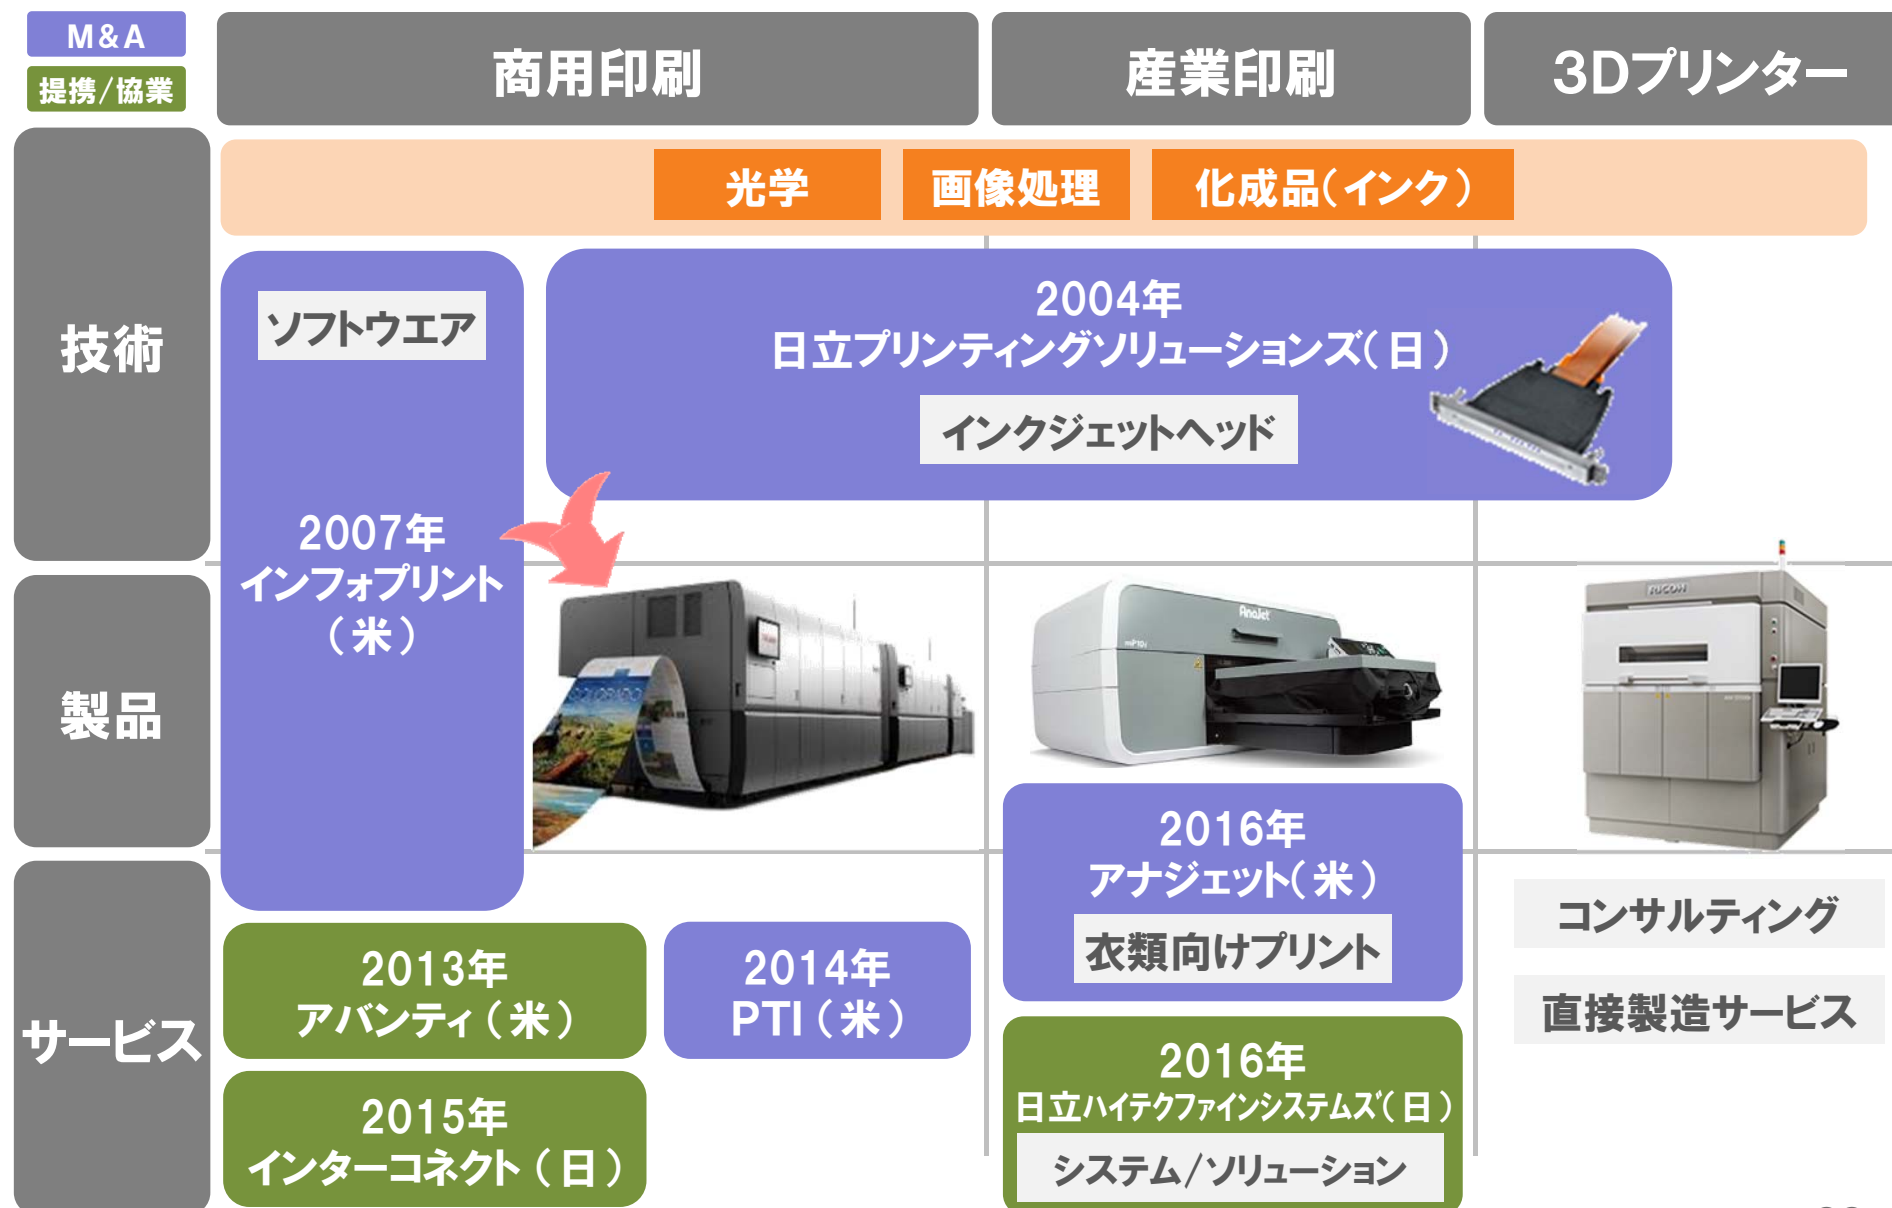 M&A
提携/協業
商用印刷
産業印刷
3Dプリンター
技術
光学
画像処理
化成品(インク)
ソフトウエア
2007年
インフォプリント
(米)
2004年
日立プリンティングソリューションズ(日)
インクジェットヘッド
製品
COLORADO
AnaJet
mP10i
RICOH
サービス
2013年
アバンティ(米)
2014年
PTI(米)
2015年
インターコネクト(日)
2016年
アナジェット(米)
衣類向けプリント
2016年
日立ハイテクファインシステムズ(日)
システム/ソリューション
コンサルティング
直接製造サービス